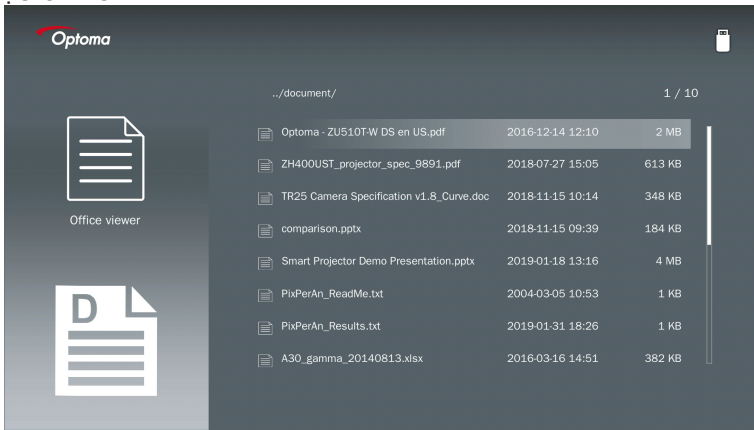 Optoma
../document/ 1 / 10
Optoma - ZU510T-W DS en US.pdf 2016-12-14 12:10 2 MB
ZH400UST_projector_spec_9891.pdf 2018-07-27 15:05 613 KB
TR25 Camera Specification v1.8_Curve.doc 2018-11-15 10:14 348 KB
Office viewer
comparison.pptx 2018-11-15 09:39 184 KB
Smart Projector Demo Presentation.pptx 2019-01-18 13:16 4 MB
PixPerAn_ReadMe.txt 2004-03-05 10:53 1 KB
D
PixPerAn_Results.txt 2019-01-31 18:26 1 KB
A30_gamma_20140813.xlsx 2016-03-16 14:51 382 KB